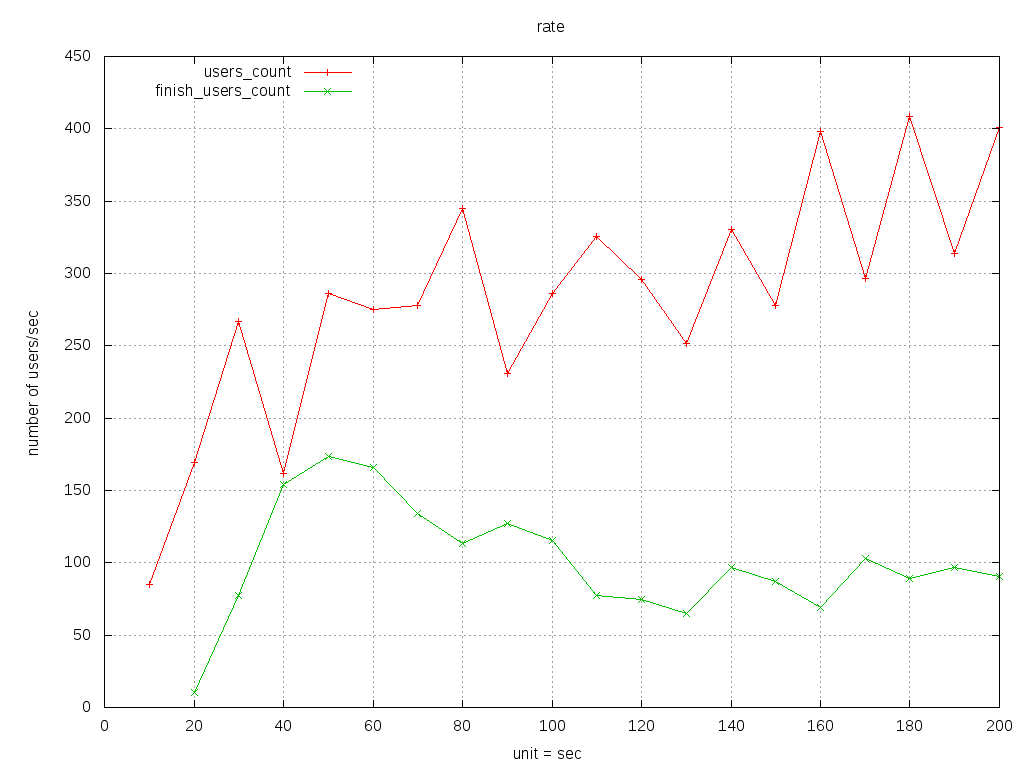 rate
users_count
finish_users_count
450
400
350
300
250
200
150
100
50
0
number of users/sec
0 20 40 60 80 100 120 140 160 180 200
unit = sec